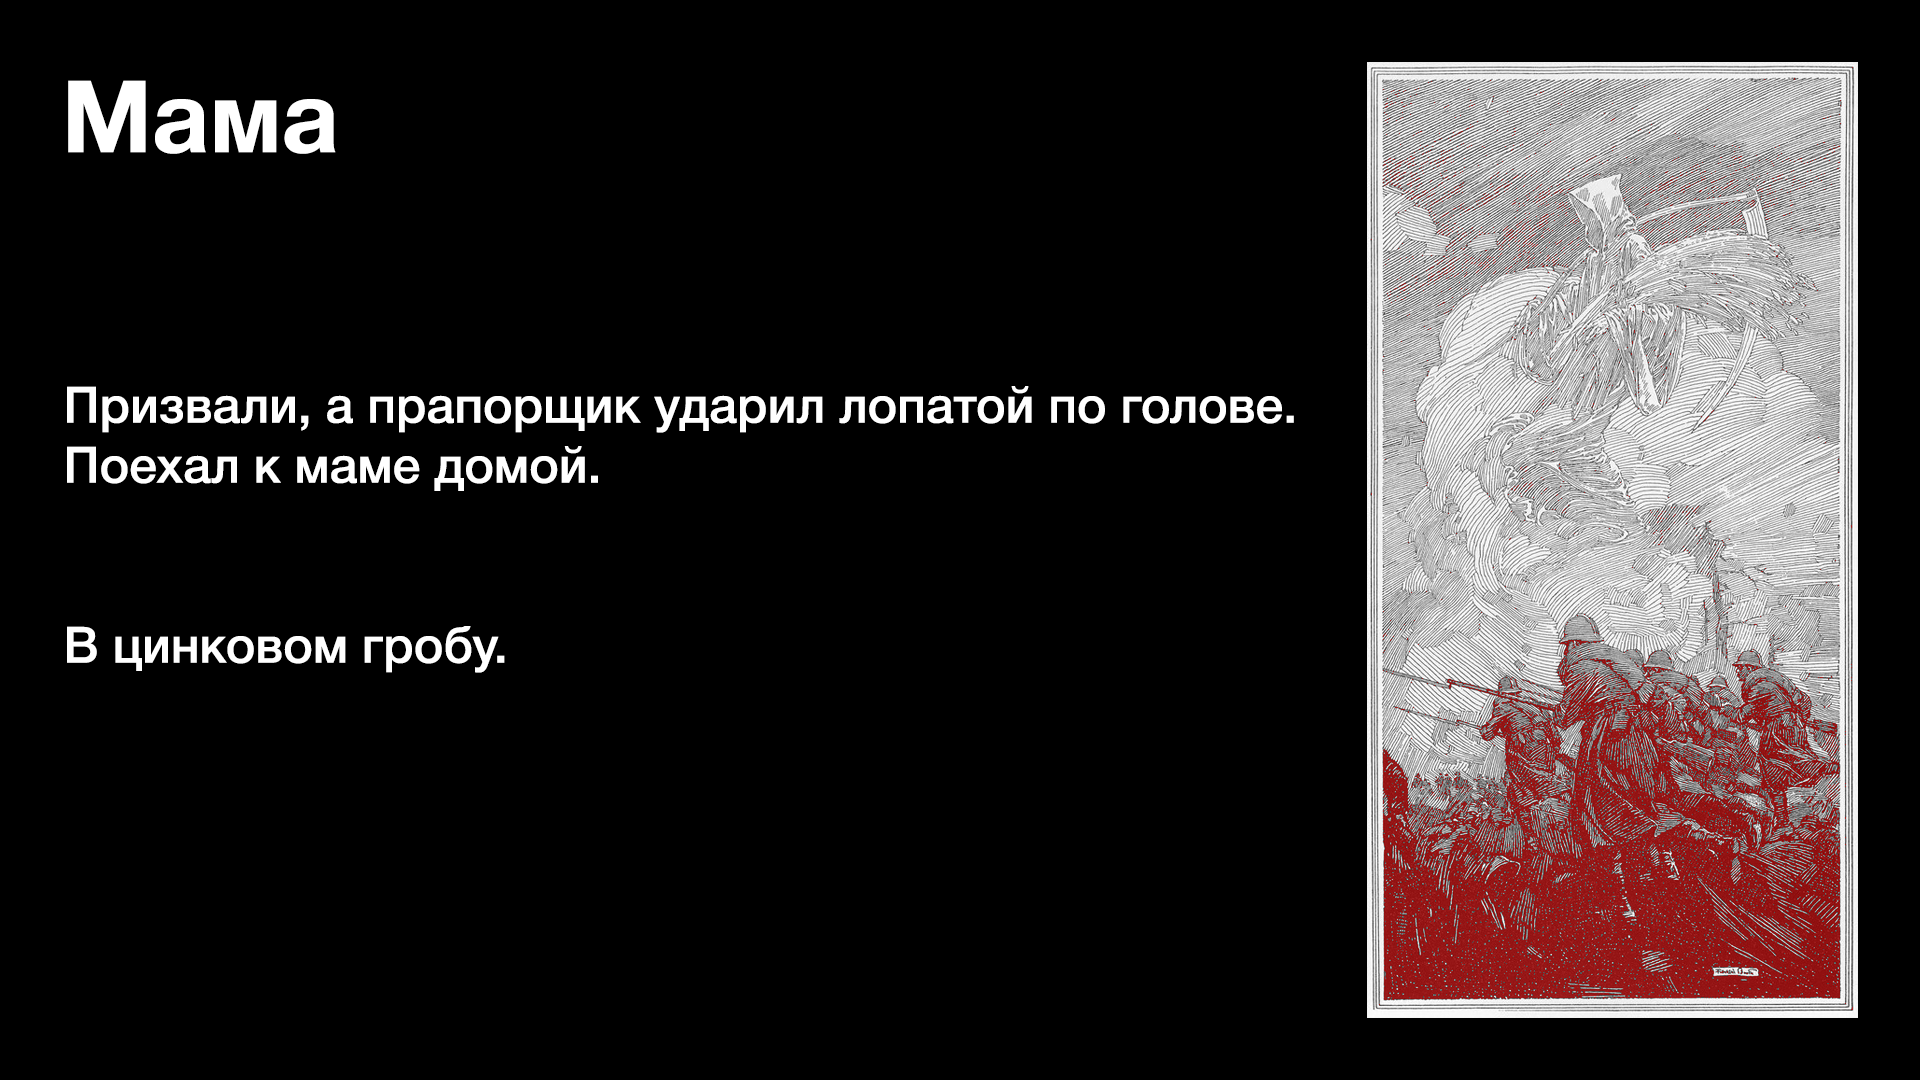 Мама
Призвали, а прапорщик ударил лопатой по голове.
Поехал к маме домой.
В цинковом гробу.